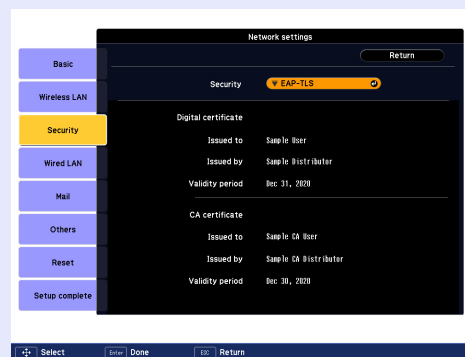 Network settings
Return
Basic
Security EAP-TLS
Wireless LAN
Digital certificate
Security
Issued to Sample User
Issued by Sample Distributor
Wired LAN
Validity period Dec 31, 2020
Mail
CA certificate
Others
Issued to Sample CA User
Issued by Sample CA Distributor
Reset
Validity period Dec 30, 2020
Setup complete
Select Enter Done ESC Return